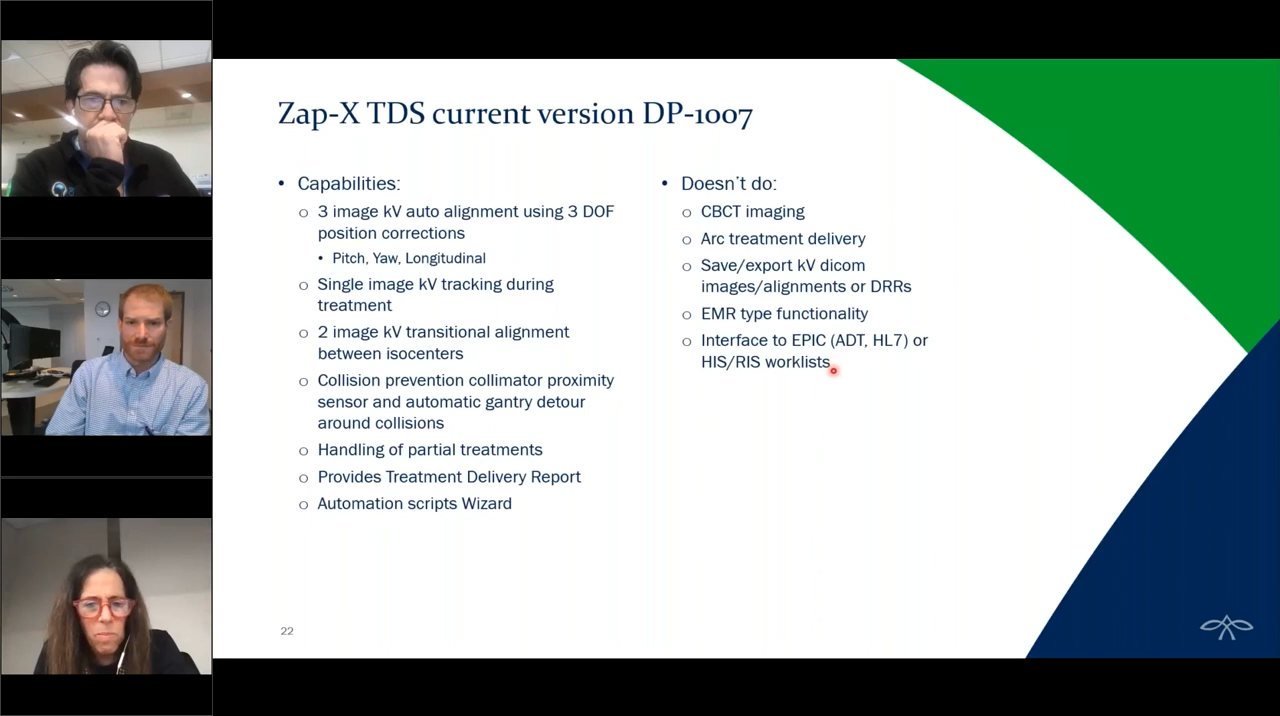 Zap-X TDS current version DP-1007
• Capabilities:
o 3 image kV auto alignment using 3 DOF
position corrections
• Pitch, Yaw, Longitudinal
o Single image kV tracking during
treatment
o 2 image kV transitional alignment
between isocenters
o Collision prevention collimator proximity
sensor and automatic gantry detour
around collisions
o Handling of partial treatments
o Provides Treatment Delivery Report
o Automation scripts Wizard
• Doesn't do:
o CBCT imaging
o Arc treatment delivery
o Save/export kV dicom
images/alignments or DRRs
o EMR type functionality
o Interface to EPIC (ADT, HL7) or
HIS/RIS worklists
22